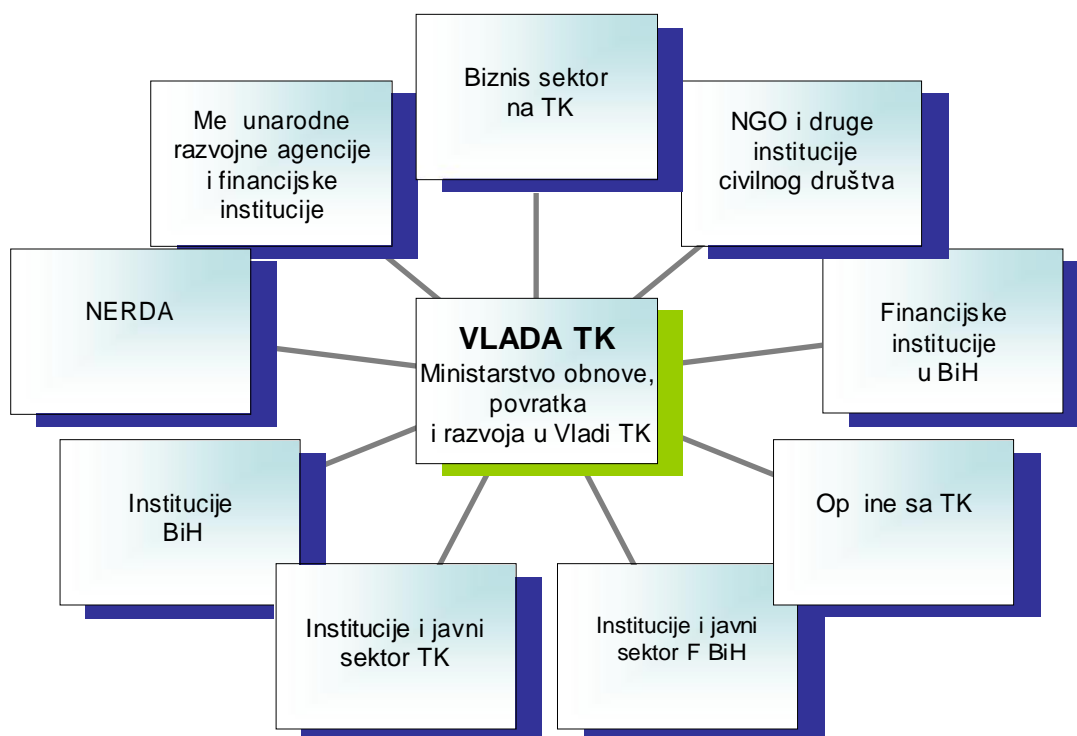 Biznis sektor
na TK
Me unarodne
razvojne agencije
i financijske
institucije
NGO i druge
institucije
civilnog društva
NERDA
VLADA TK
Ministarstvo obnove,
povratka
i razvoja u Vladi TK
Financijske
institucije
u BiH
Institucije
BiH
Op ine sa TK
Institucije i javni
sektor TK
Institucije i javni
sektor F BiH